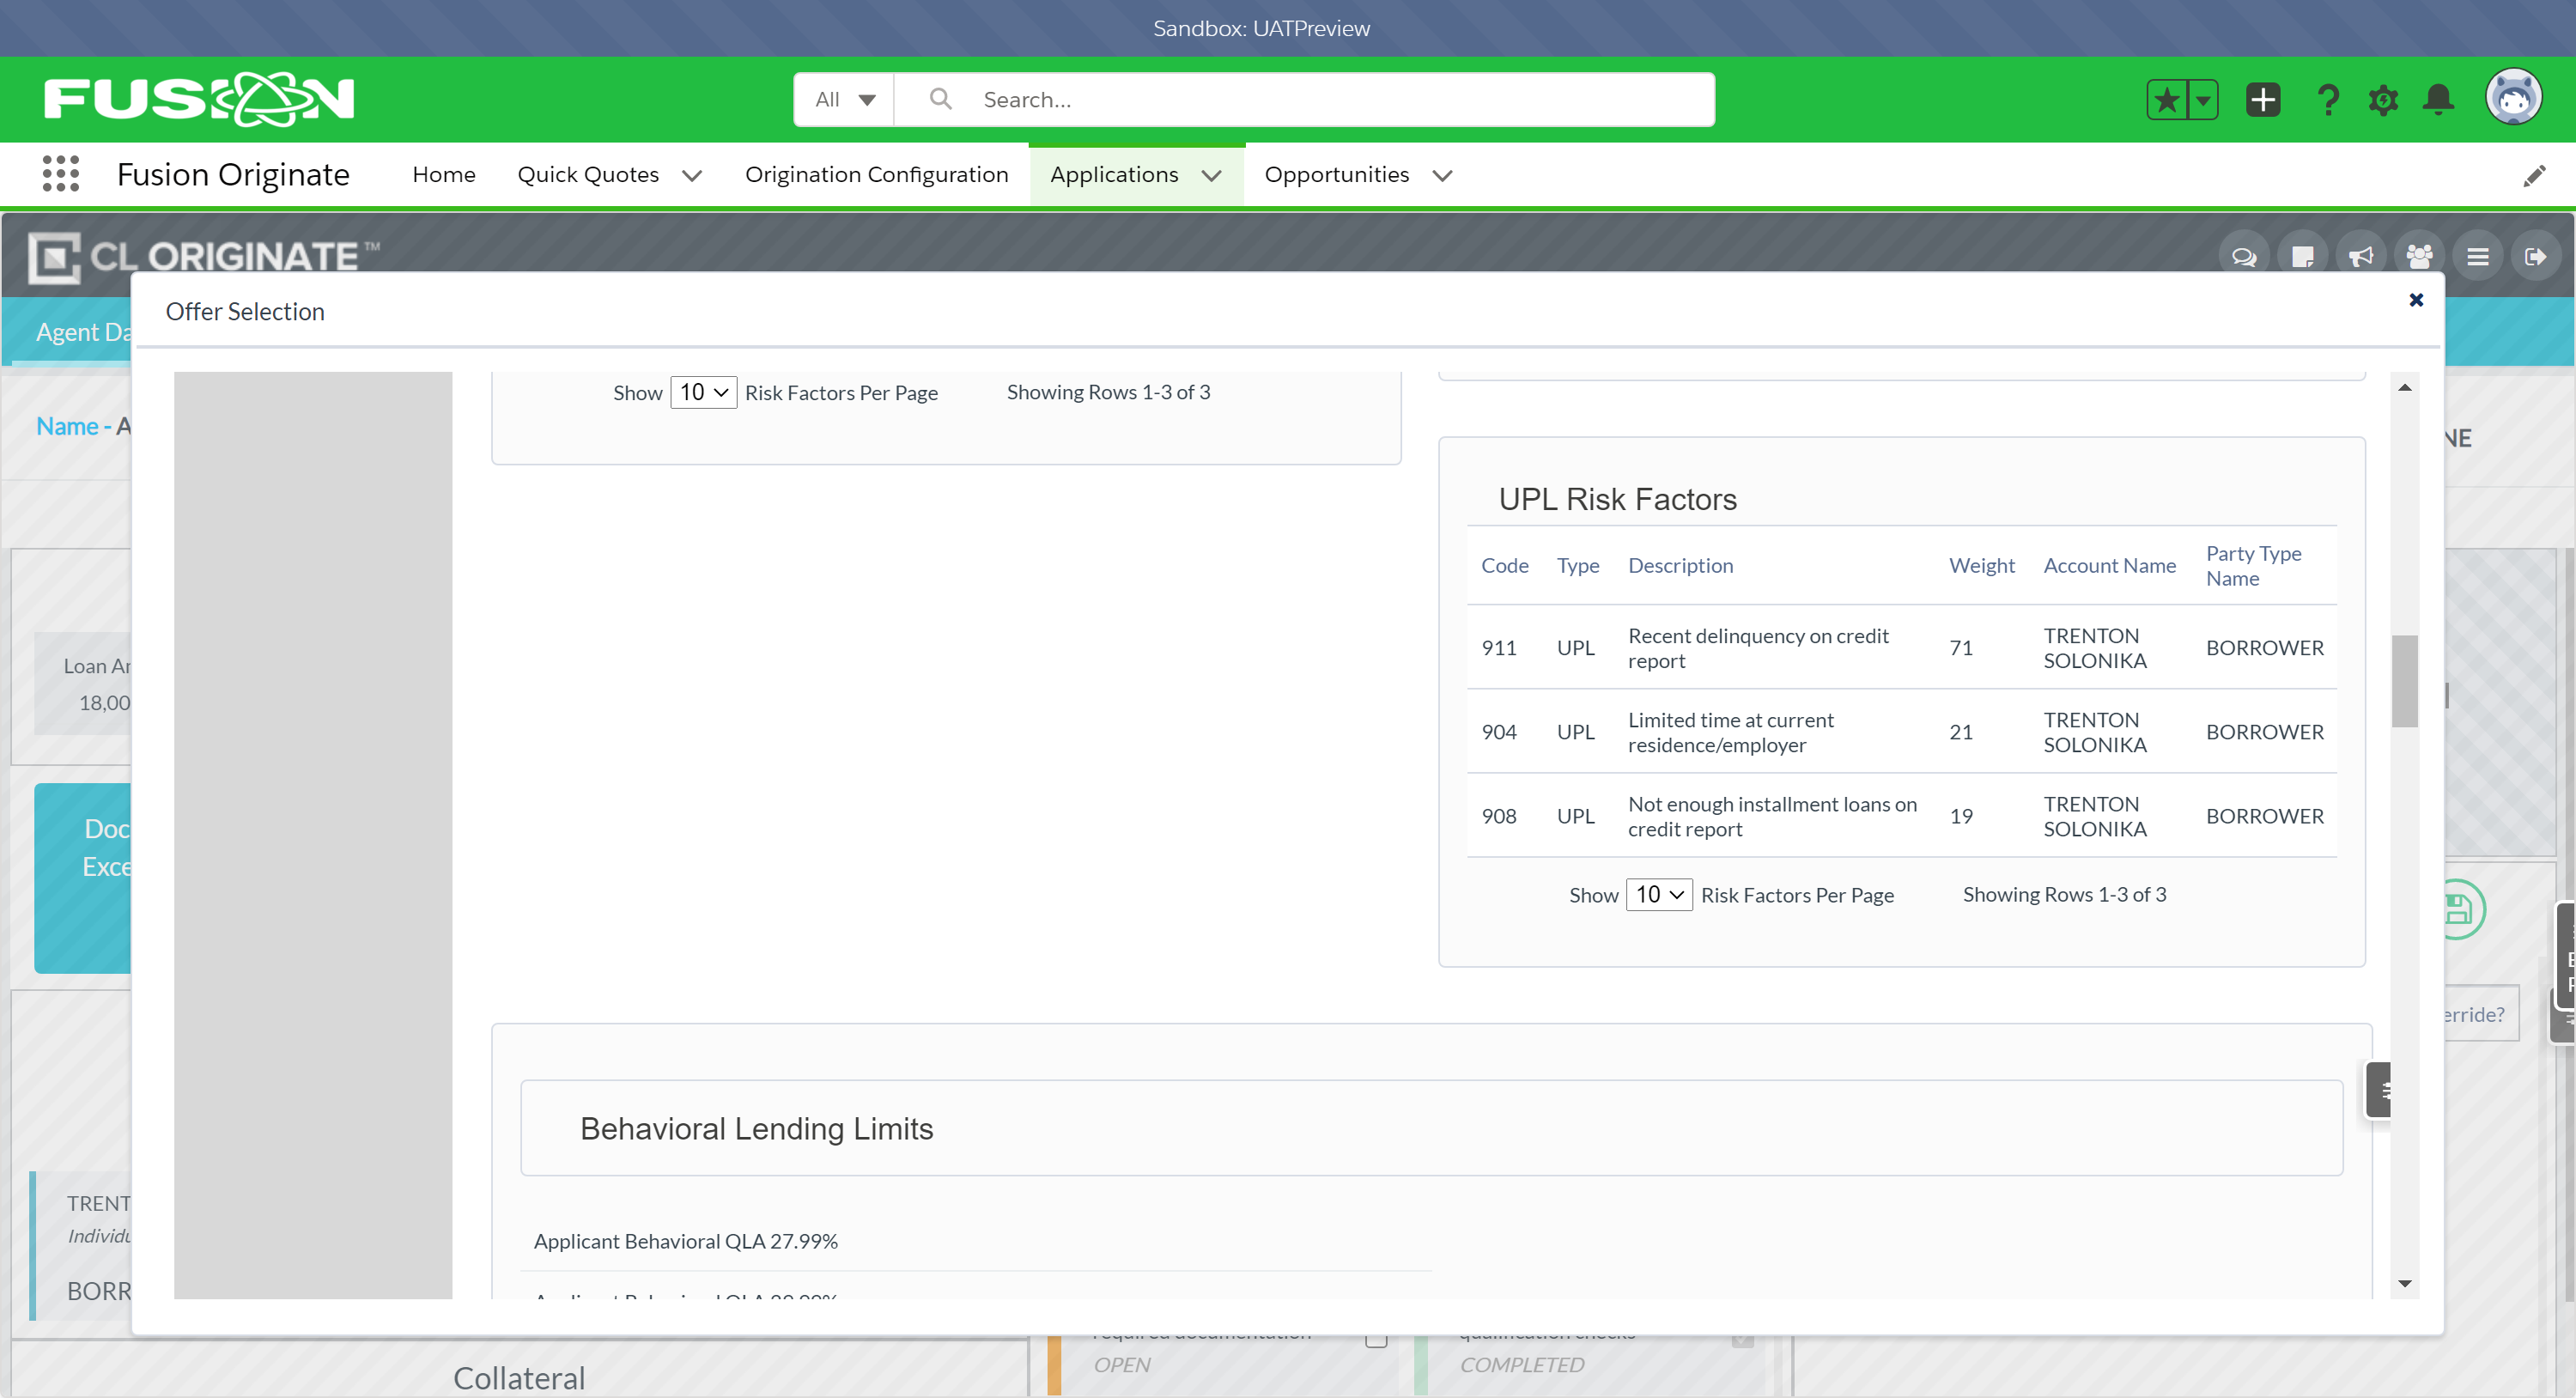 Sandbox: UATPreview
FUSION
All
Search...
Fusion Originate
Home
Quick Quotes
Origination Configuration
Applications
Opportunities
CL ORIGINATE™
Agent Da
Offer Selection
Name - A
NE
Show 10 Risk Factors Per Page
Showing Rows 1-3 of 3
UPL Risk Factors
Code Type Description Weight Account Name Party Type Name
911 UPL Recent delinquency on credit report 71 TRENTON SOLONIKA BORROWER
904 UPL Limited time at current residence/employer 21 TRENTON SOLONIKA BORROWER
908 UPL Not enough installment loans on credit report 19 TRENTON SOLONIKA BORROWER
Show 10 Risk Factors Per Page
Showing Rows 1-3 of 3
Loan Am
18,00
Doc
Exce
erride?
Behavioral Lending Limits
Applicant Behavioral QLA 27.99%
TRENT
Individu
BORR
Collateral
required documentation
OPEN
qualification checks
COMPLETED